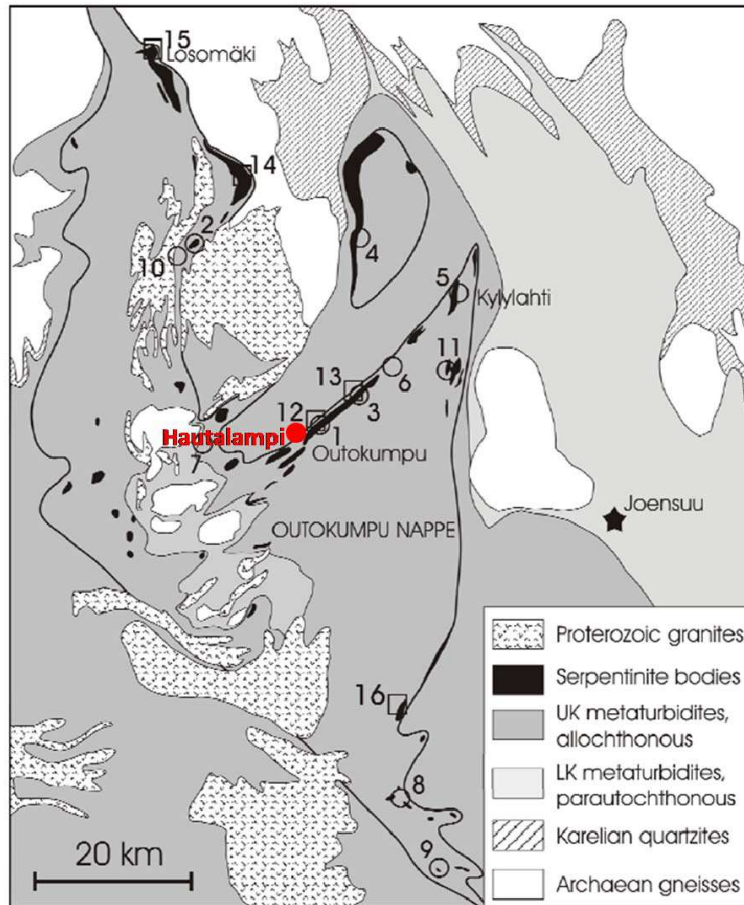 15
Losomäki
14
2
4
10
5
Kylylahti
11
6
13
3
12
1
Hautalampi
7
Outokumpu
Joensuu
OUTOKUMPU NAPPE
16
8
9
20 km
Proterozoic granites
Serpentinite bodies
UK metaturbidites,
allochthonous
LK metaturbidites,
parautochthonous
Karelian quartzites
Archaean gneisses